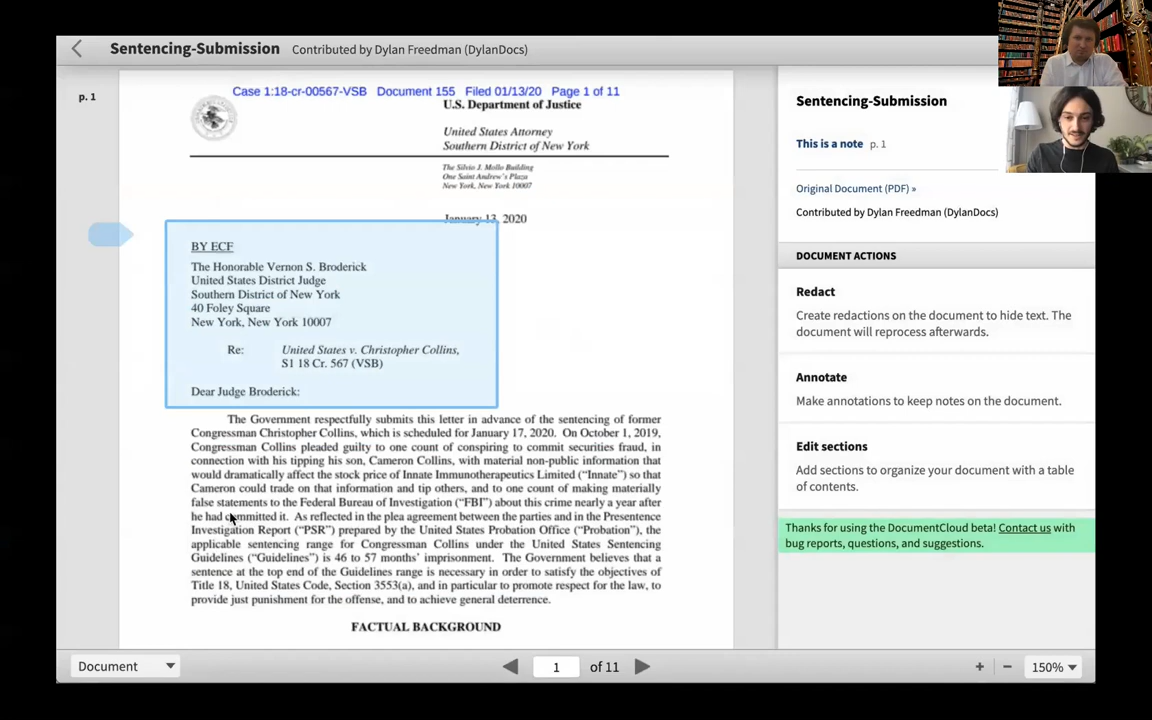 Sentencing-Submission Contributed by Dylan Freedman (DylanDocs)
p. 1
Case 1:18-cr-00567-VSB Document 155 Filed 01/13/20 Page 1 of 11
U.S. Department of Justice
United States Attorney
Southern District of New York
The Silvio J. Mollo Building
One Saint Andrew's Plaza
New York, New York 10007
January 13, 2020
BY ECF
The Honorable Vernon S. Broderick
United States District Judge
Southern District of New York
40 Foley Square
New York, New York 10007
Re: United States v. Christopher Collins,
S1 18 Cr. 567 (VSB)
Dear Judge Broderick:
The Government respectfully submits this letter in advance of the sentencing of former
Congressman Christopher Collins, which is scheduled for January 17, 2020. On October 1, 2019,
Congressman Collins pleaded guilty to one count of conspiring to commit securities fraud, in
connection with his tipping his son, Cameron Collins, with material non-public information that
would dramatically affect the stock price of Innate Immunotherapeutics Limited ("Innate") so that
Cameron could trade on that information and tip others, and to one count of making materially
false statements to the Federal Bureau of Investigation ("FBI") about this crime nearly a year after
he had committed it. As reflected in the plea agreement between the parties and in the Presentence
Investigation Report ("PSR") prepared by the United States Probation Office ("Probation"), the
applicable sentencing range for Congressman Collins under the United States Sentencing
Guidelines ("Guidelines") is 46 to 57 months' imprisonment. The Government believes that a
sentence at the top end of the Guidelines range is necessary in order to satisfy the objectives of
Title 18, United States Code, Section 3553(a), and in particular to promote respect for the law, to
provide just punishment for the offense, and to achieve general deterrence.
FACTUAL BACKGROUND
Sentencing-Submission
This is a note p. 1
Original Document (PDF) »
Contributed by Dylan Freedman (DylanDocs)
DOCUMENT ACTIONS
Redact
Create redactions on the document to hide text. The
document will reprocess afterwards.
Annotate
Make annotations to keep notes on the document.
Edit sections
Add sections to organize your document with a table
of contents.
Thanks for using the DocumentCloud beta! Contact us with
bug reports, questions, and suggestions.
Document
1 of 11
+ − 150%